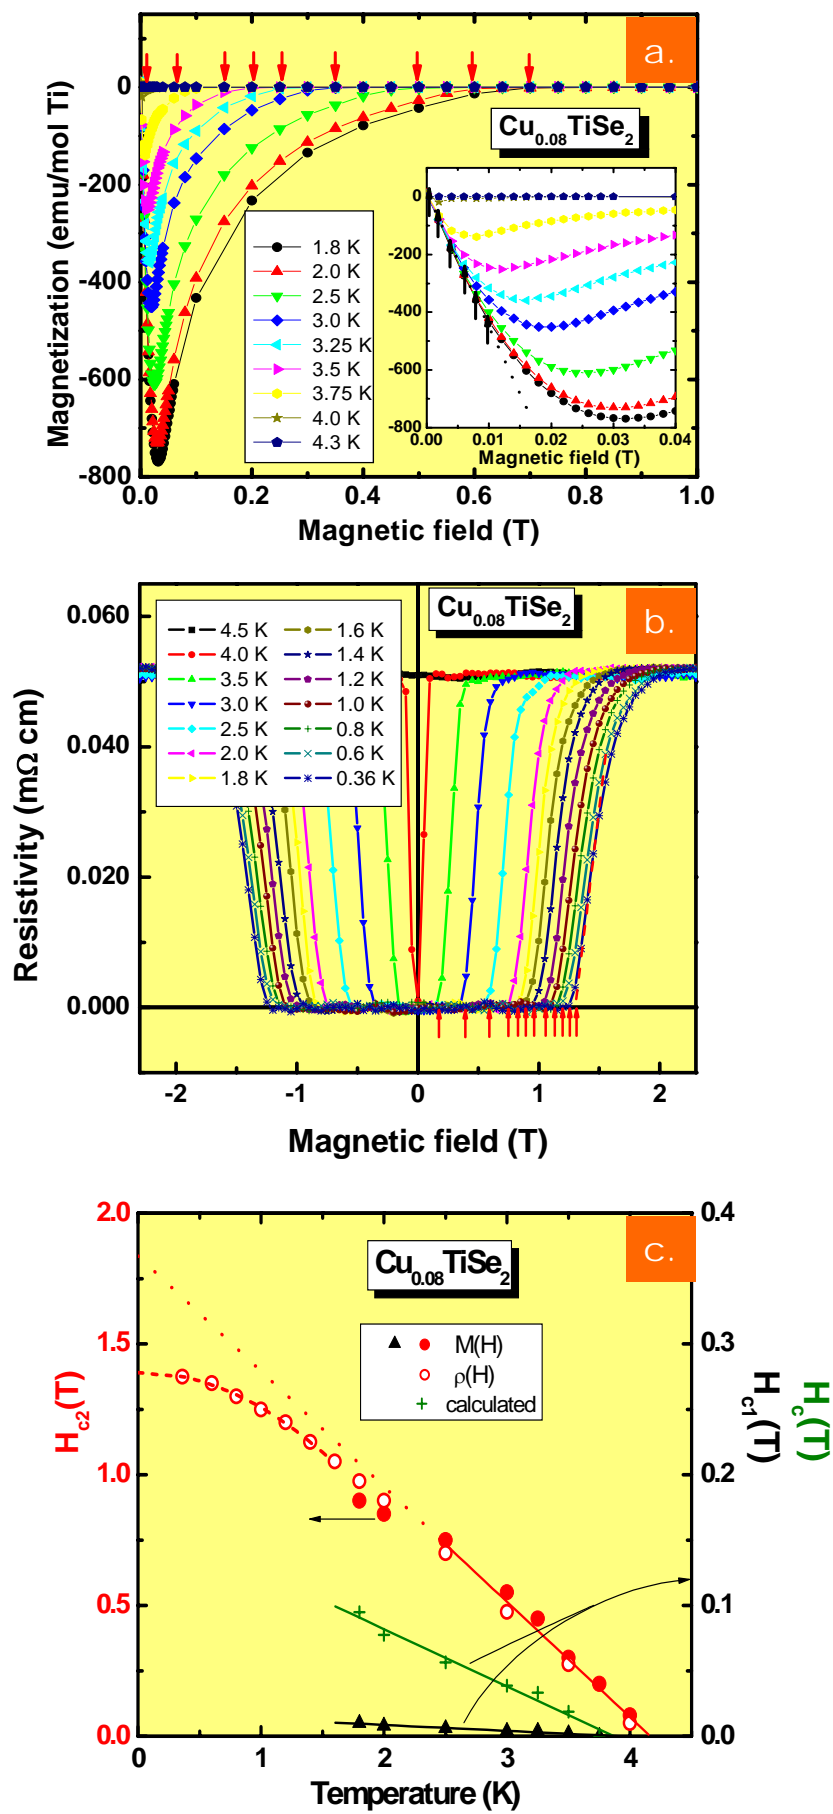 a.
Magnetization (emu/mol Ti)
0
-200
-400
-600
-800
Cu0.08TiSe2
1.8 K
2.0 K
2.5 K
3.0 K
3.25 K
3.5 K
3.75 K
4.0 K
4.3 K
0
-200
-400
-600
-800
0.00 0.01 0.02 0.03 0.04
Magnetic field (T)
0.0 0.2 0.4 0.6 0.8 1.0
Magnetic field (T)
b.
Cu0.08TiSe2
Resistivity (mΩ cm)
0.060
0.040
0.020
0.000
4.5 K 1.6 K
4.0 K 1.4 K
3.5 K 1.2 K
3.0 K 1.0 K
2.5 K 0.8 K
2.0 K 0.6 K
1.8 K 0.36 K
-2 -1 0 1 2
Magnetic field (T)
c.
Cu0.08TiSe2
Hc2(T)
2.0
1.5
1.0
0.5
0.0
M(H)
ρ(H)
calculated
0.4
0.3
0.2
0.1
0.0
Hc1(T)
Hc(T)
0 1 2 3 4
Temperature (K)